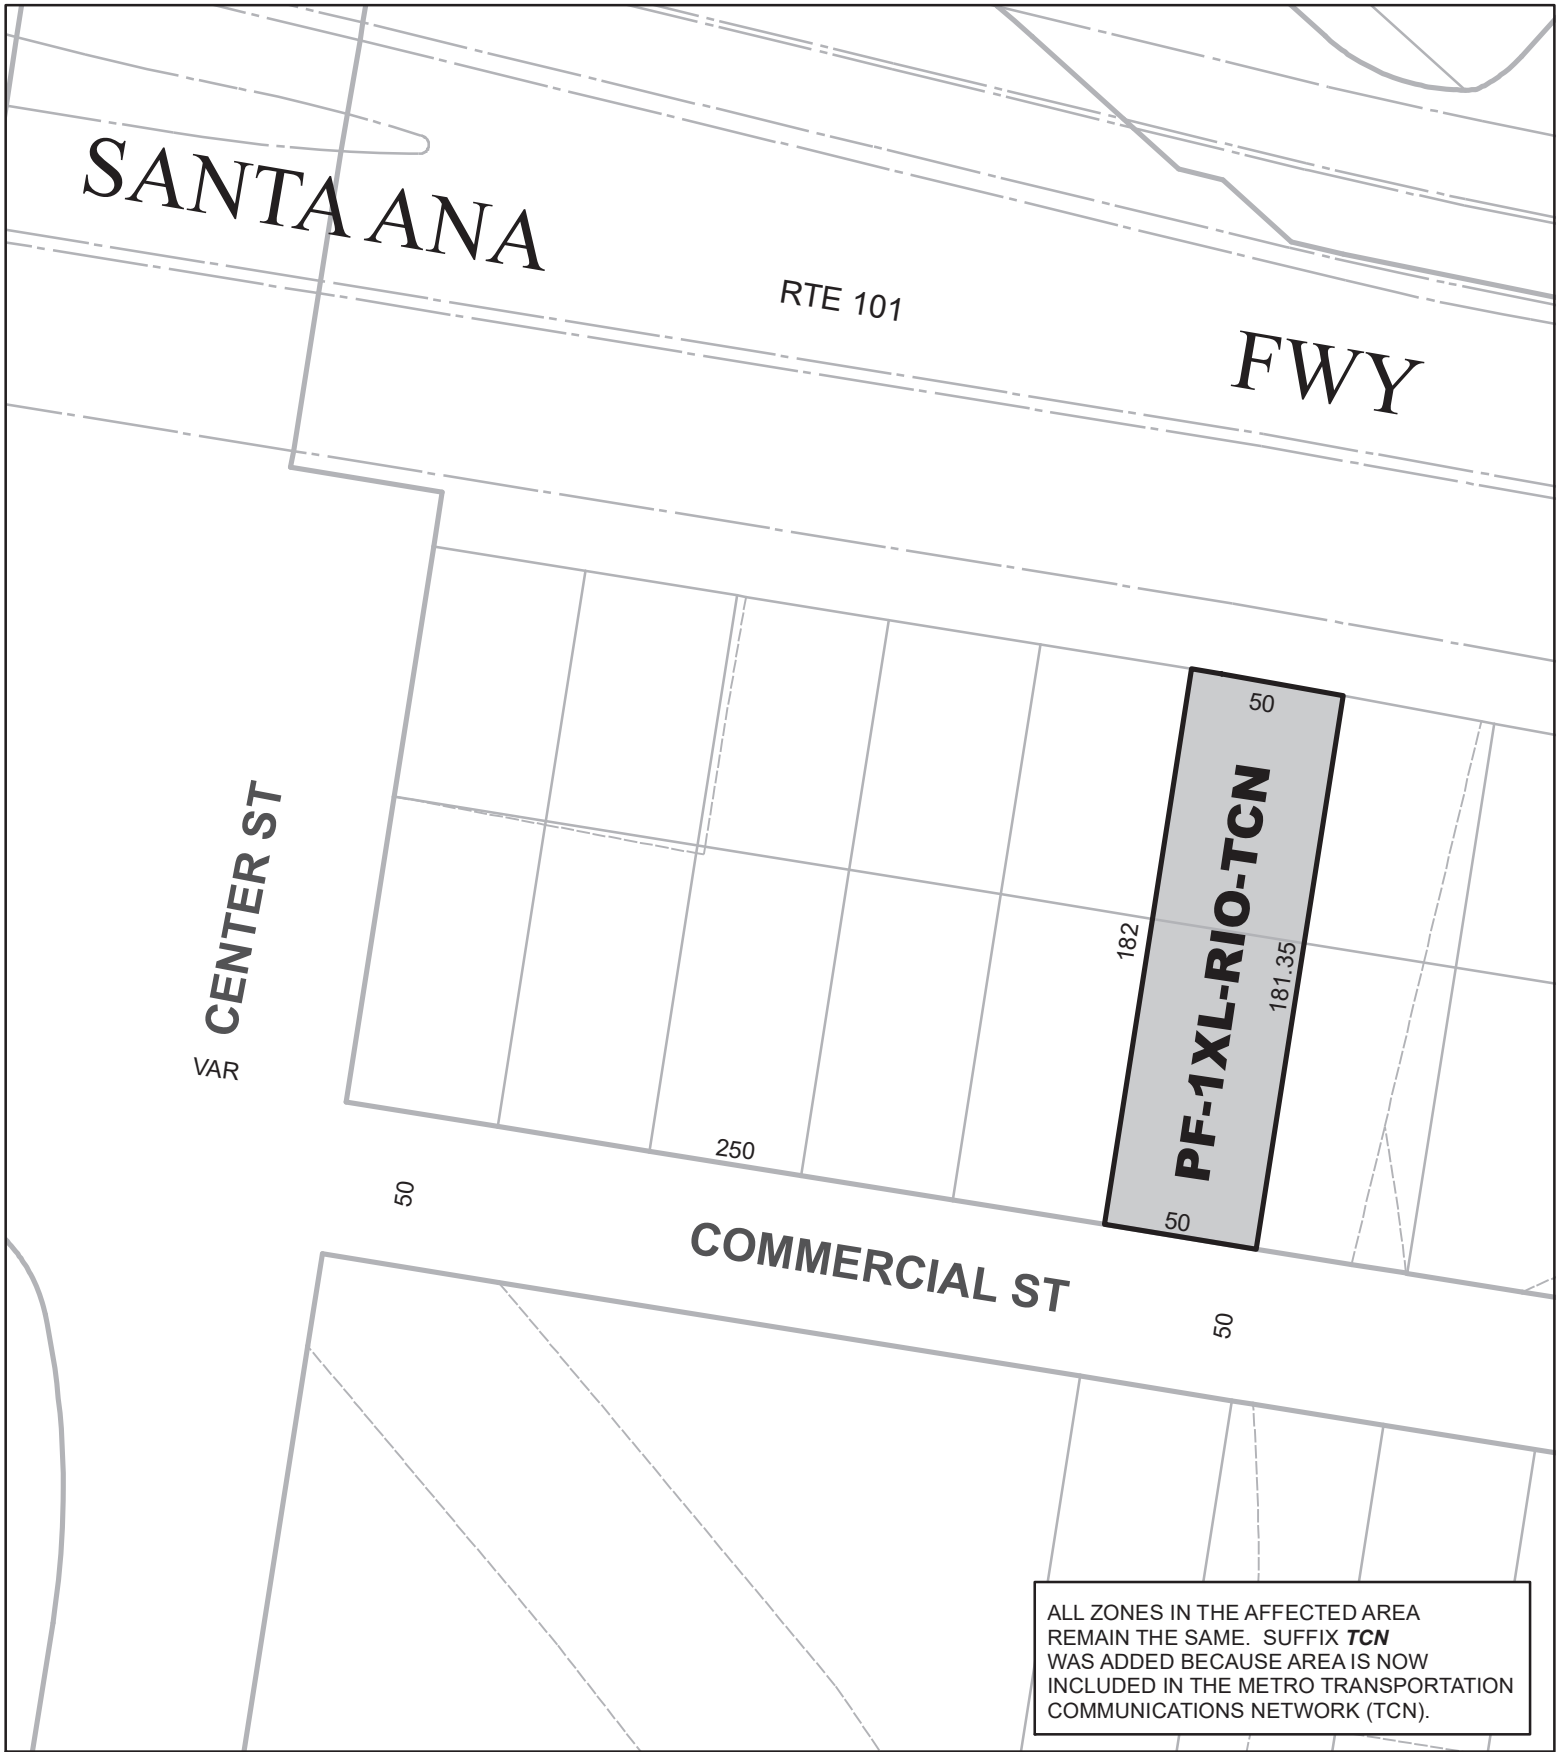 SANTA ANA
RTE 101
FWY
50
PF-1XL-RIO-TCN
182
181.35
50
CENTER ST
VAR
250
50
COMMERCIAL ST
50
ALL ZONES IN THE AFFECTED AREA
REMAIN THE SAME. SUFFIX TCN
WAS ADDED BECAUSE AREA IS NOW
INCLUDED IN THE METRO TRANSPORTATION
COMMUNICATIONS NETWORK (TCN).